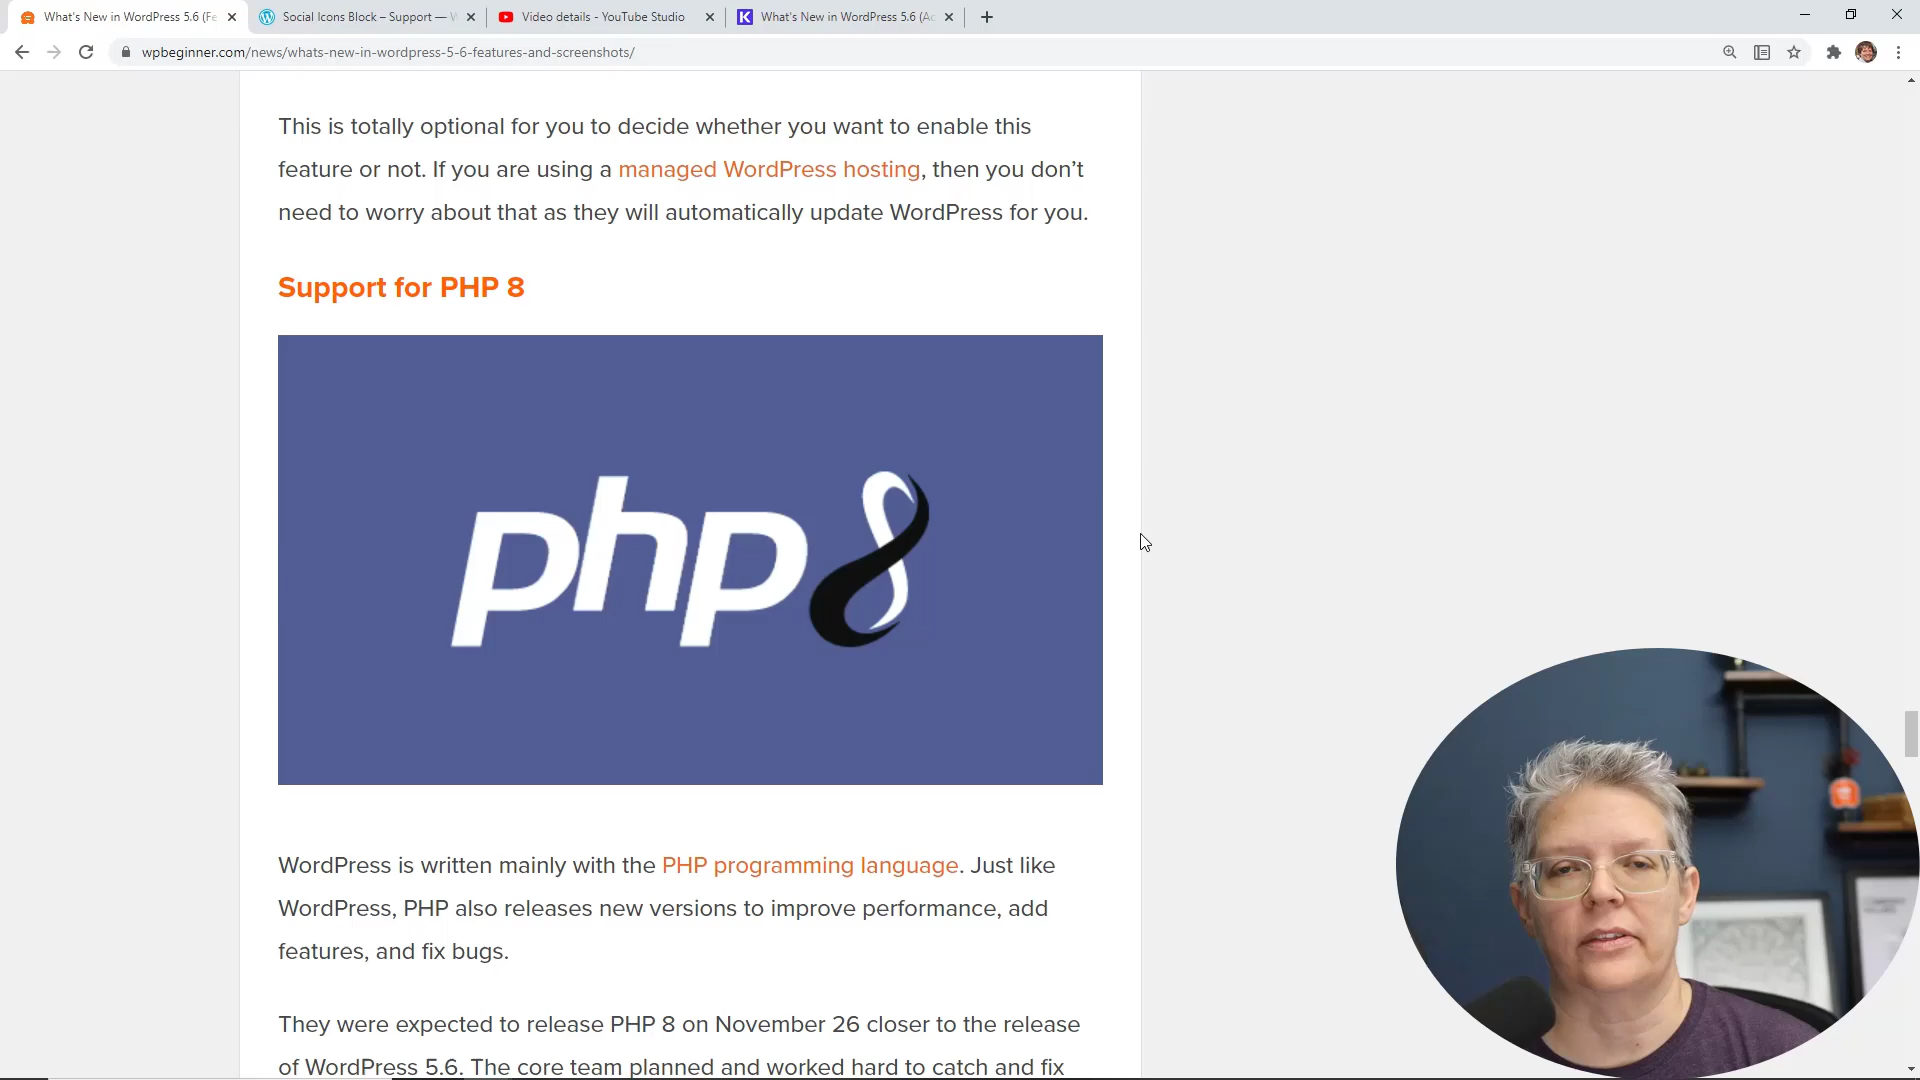 What's New in WordPress 5.6 (Fe
Social Icons Block – Support —
Video details - YouTube Studio
What's New in WordPress 5.6 (Ac
wpbeginner.com/news/whats-new-in-wordpress-5-6-features-and-screenshots/
This is totally optional for you to decide whether you want to enable this
feature or not. If you are using a managed WordPress hosting, then you don’t
need to worry about that as they will automatically update WordPress for you.
Support for PHP 8
php 8
WordPress is written mainly with the PHP programming language. Just like
WordPress, PHP also releases new versions to improve performance, add
features, and fix bugs.
They were expected to release PHP 8 on November 26 closer to the release
of WordPress 5.6. The core team planned and worked hard to catch and fix